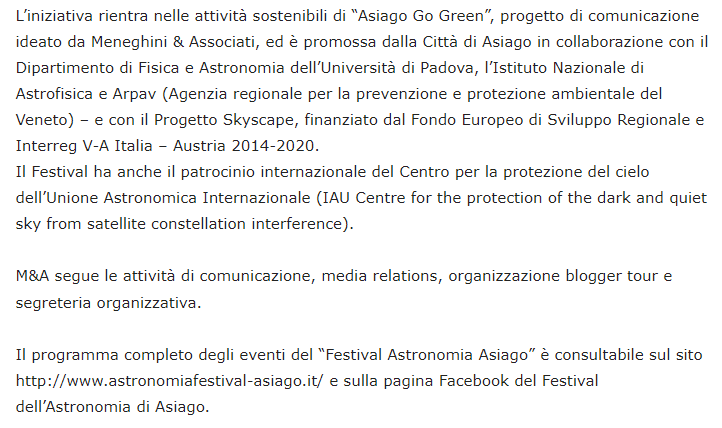 L’iniziativa rientra nelle attività sostenibili di “Asiago Go Green”, progetto di comunicazione
ideato da Meneghini & Associati, ed è promossa dalla Città di Asiago in collaborazione con il
Dipartimento di Fisica e Astronomia dell’Università di Padova, l’Istituto Nazionale di
Astrofisica e Arpav (Agenzia regionale per la prevenzione e protezione ambientale del
Veneto) – e con il Progetto Skyscape, finanziato dal Fondo Europeo di Sviluppo Regionale e
Interreg V-A Italia – Austria 2014-2020.
Il Festival ha anche il patrocinio internazionale del Centro per la protezione del cielo
dell’Unione Astronomica Internazionale (IAU Centre for the protection of the dark and quiet
sky from satellite constellation interference).
M&A segue le attività di comunicazione, media relations, organizzazione blogger tour e
segreteria organizzativa.
Il programma completo degli eventi del “Festival Astronomia Asiago” è consultabile sul sito
http://www.astronomiafestival-asiago.it/ e sulla pagina Facebook del Festival
dell’Astronomia di Asiago.